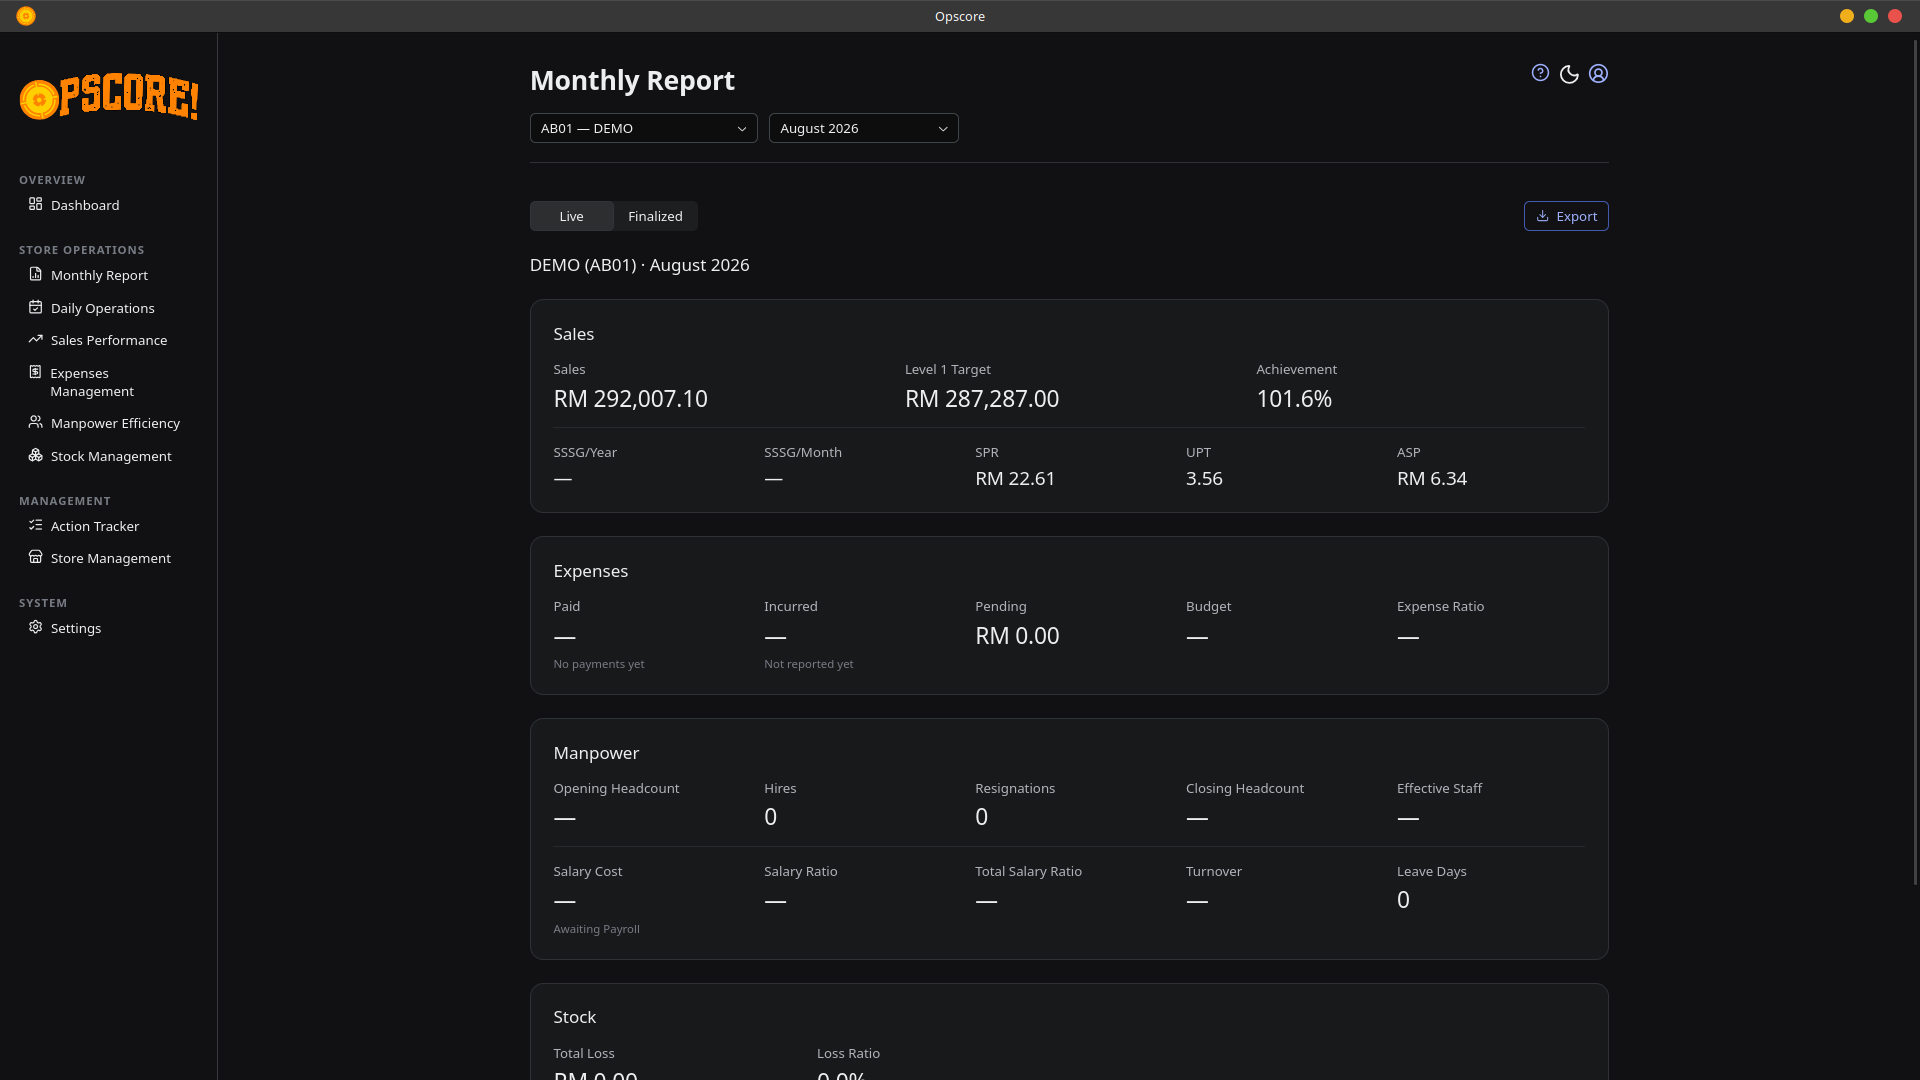 Opscore
OPSCORE!
OVERVIEW
Dashboard
STORE OPERATIONS
Monthly Report
Daily Operations
Sales Performance
Expenses
Management
Manpower Efficiency
Stock Management
MANAGEMENT
Action Tracker
Store Management
SYSTEM
Settings
Monthly Report
AB01 — DEMO
August 2026
Live
Finalized
Export
DEMO (AB01) · August 2026
Sales
Sales
Level 1 Target
Achievement
RM 292,007.10
RM 287,287.00
101.6%
SSSG/Year
SSSG/Month
SPR
UPT
ASP
—
—
RM 22.61
3.56
RM 6.34
Expenses
Paid
Incurred
Pending
Budget
Expense Ratio
—
—
RM 0.00
—
—
No payments yet
Not reported yet
Manpower
Opening Headcount
Hires
Resignations
Closing Headcount
Effective Staff
—
0
0
—
—
Salary Cost
Salary Ratio
Total Salary Ratio
Turnover
Leave Days
—
—
—
—
0
Awaiting Payroll
Stock
Total Loss
Loss Ratio
RM 0.00
0.0%